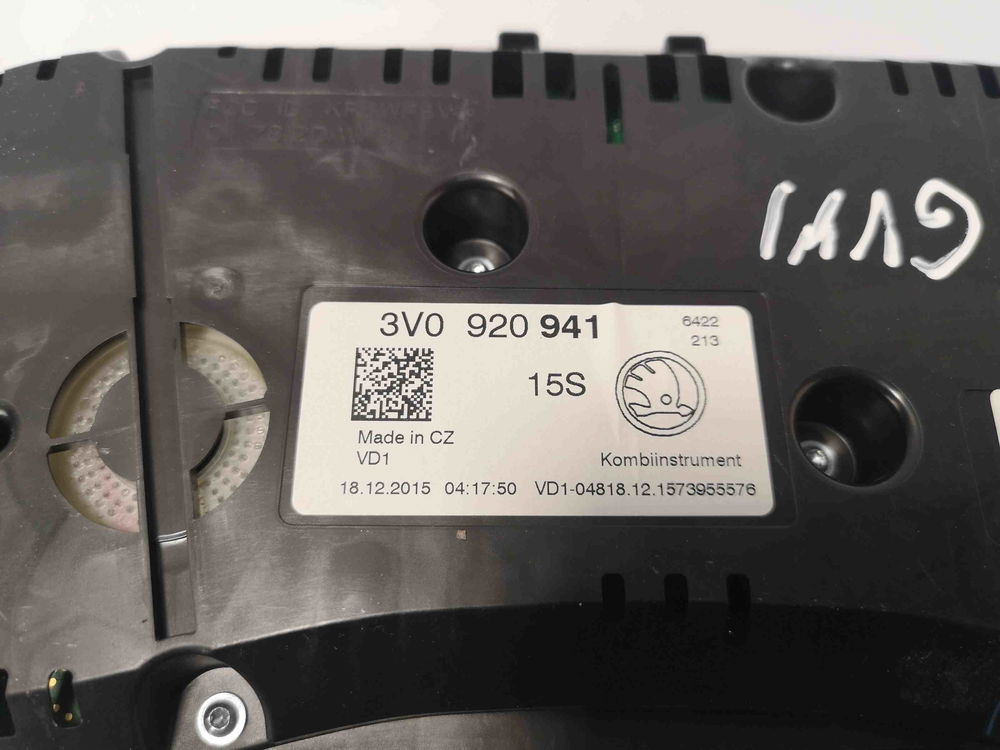 3V0 920 941
6422
213
15S
Made in CZ
VD1
Kombiinstrument
18.12.2015 04:17:50 VD1-04818.12.1573955576